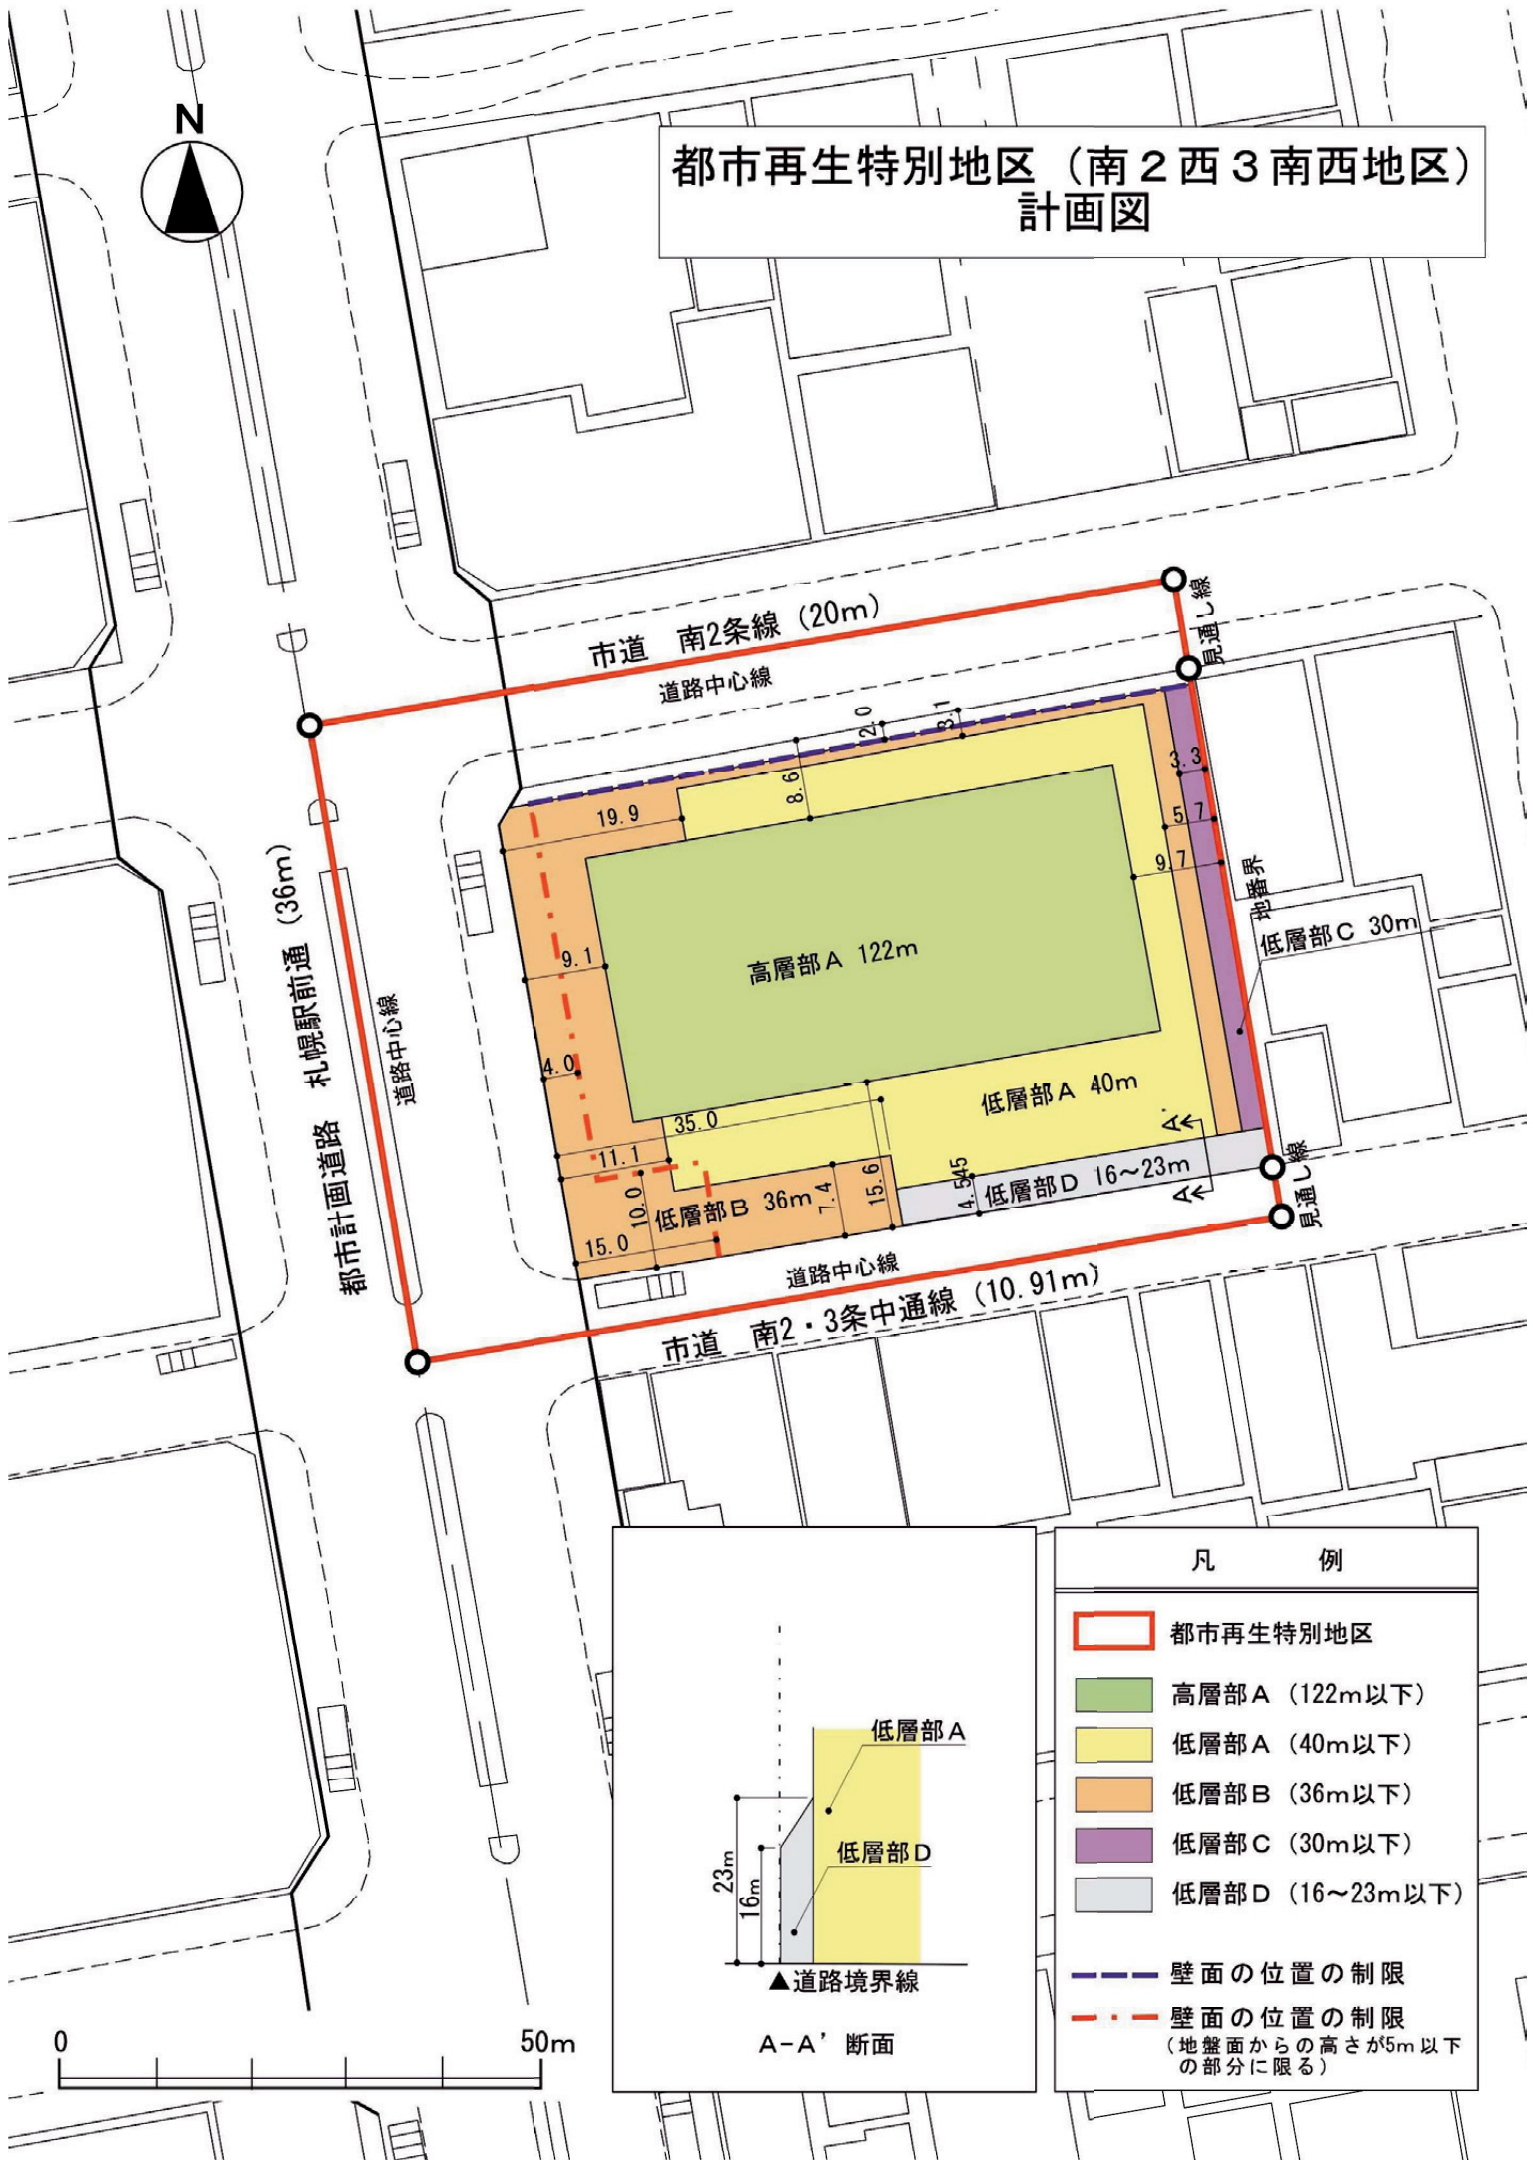 N
都市再生特別地区（南２西３南西地区）
計画図
市道　南2条線（20m）
道路中心線
見通し線
2.0
3.1
8.6
3.3
19.9
5.7
9.7
地番界
低層部C 30m
都市計画道路　札幌駅前通（36m）
道路中心線
9.1
高層部A 122m
4.0
低層部A 40m
35.0
11.1
A'
A
10.0
低層部B 36m
7.4
15.6
4.545
低層部D 16～23m
見通し線
15.0
道路中心線
市道　南2・3条中通線（10.91m）
低層部A
低層部D
23m
16m
▲道路境界線
A-A’断面
凡　例
都市再生特別地区
高層部A（122m以下）
低層部A（40m以下）
低層部B（36m以下）
低層部C（30m以下）
低層部D（16～23m以下）
壁面の位置の制限
壁面の位置の制限
（地盤面からの高さが5m以下
の部分に限る）
0
50m